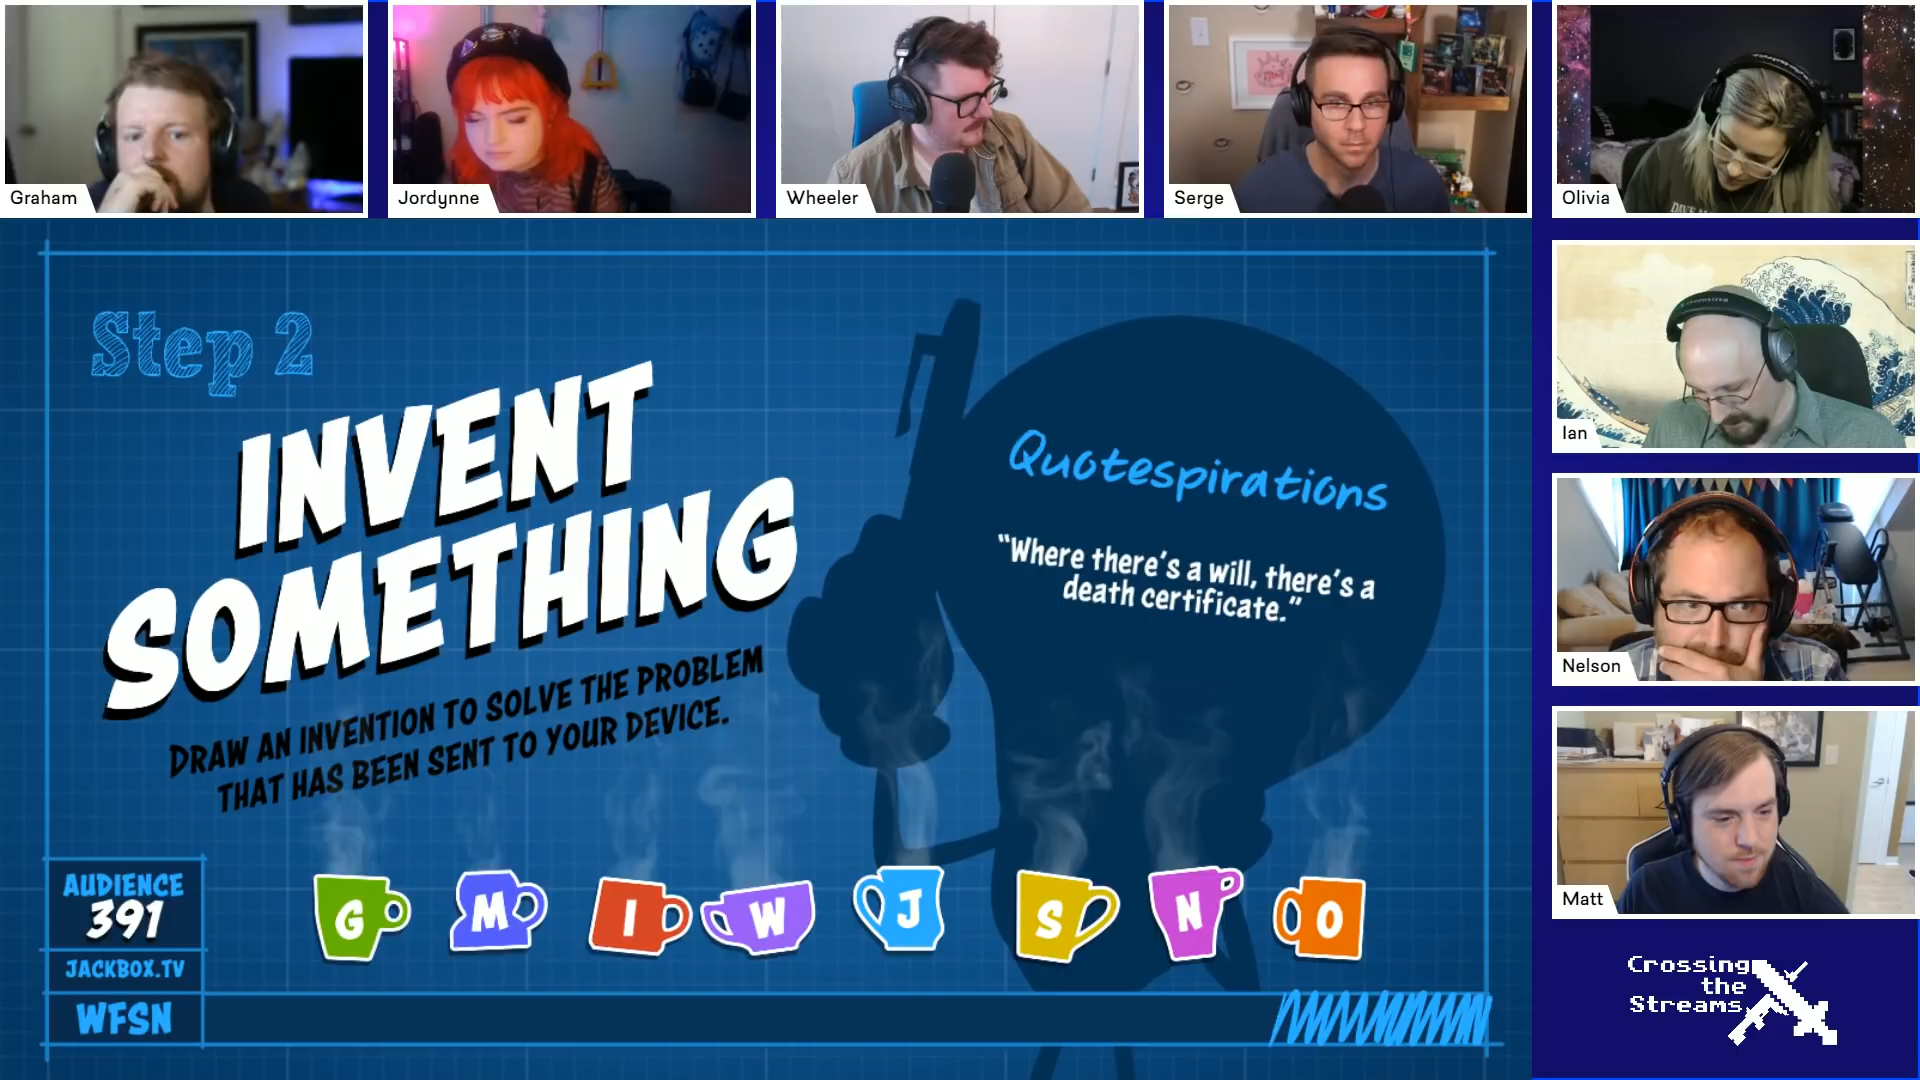 Graham
Jordynne
Wheeler
Serge
Olivia
Ian
Nelson
Matt
Step 2
INVENT
SOMETHING
DRAW AN INVENTION TO SOLVE THE PROBLEM
THAT HAS BEEN SENT TO YOUR DEVICE.
Quotespirations
"Where there's a will, there's a
death certificate."
G M I W J S N O
AUDIENCE
391
JACKBOX.TV
WFSN
Crossing
the
Streams